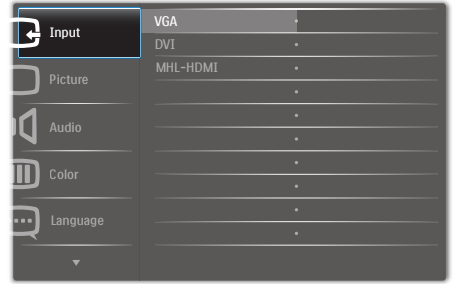 Input
Picture
Audio
Color
Language
VGA
DVI
MHL-HDMI